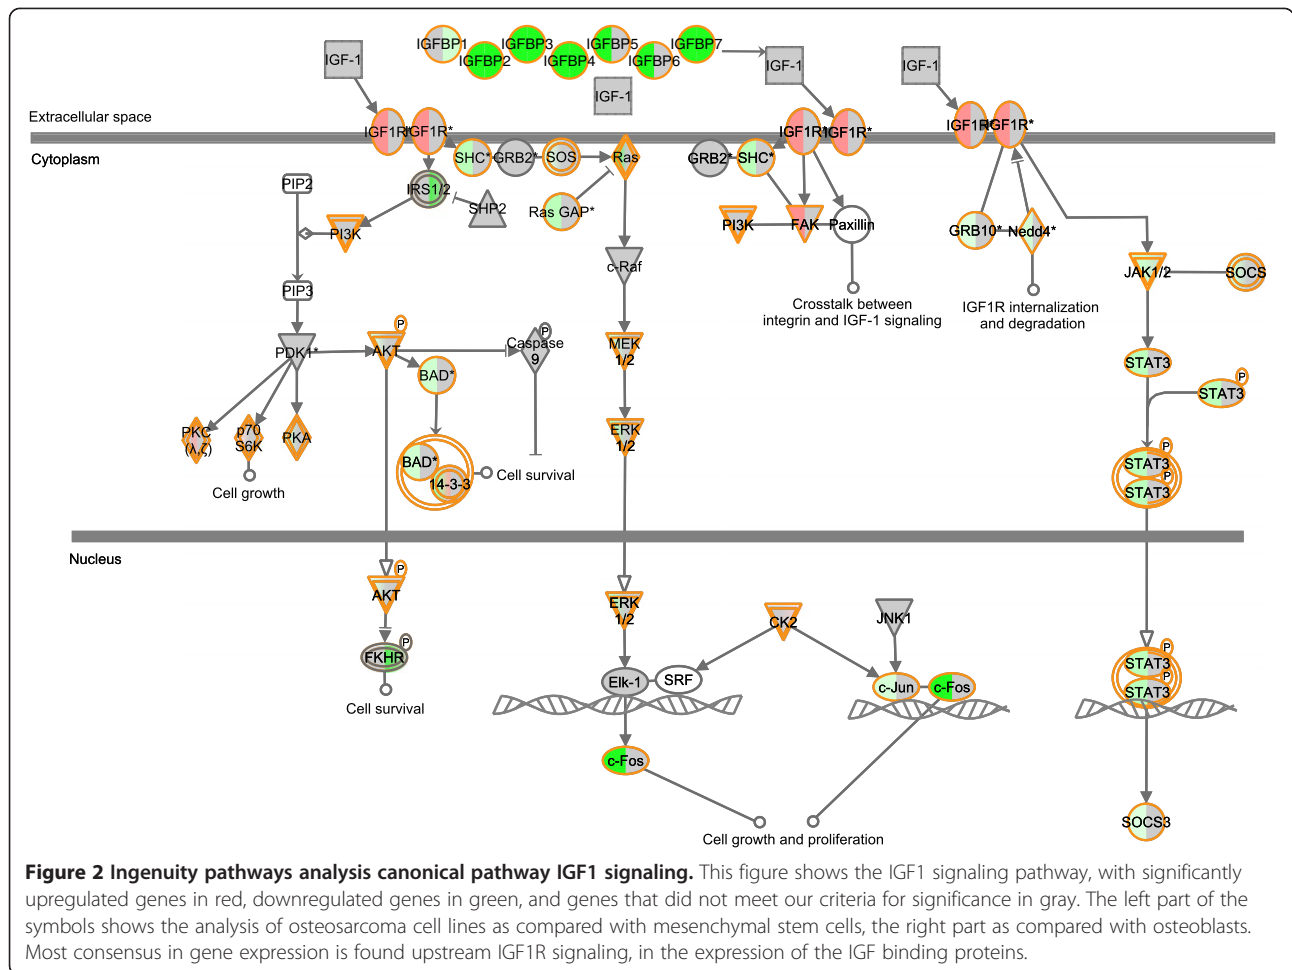 IGFBP1 IGFBP3 IGFBP5 IGFBP7
IGFBP2 IGFBP4 IGFBP6
IGF-1 IGF-1 IGF-1
IGF-1
Extracellular space
IGF1R* IGF1R* IGF1R* IGF1R* IGF1R* IGF1R*
Cytoplasm
SHC* GRB2* SOS Ras GRB2* SHC*
PIP2 IRS1/2
SHP2 Ras GAP*
PI3K PI3K FAK Paxillin GRB10* Nedd4*
c-Raf JAK1/2 SOCS
PIP3
Crosstalk between
integrin and IGF-1 signaling
IGF1R internalization
and degradation
P P
PDK1* AKT Caspase
9
MEK
1/2
BAD* STAT3
P
STAT3
PKC
(λ,ζ)
p70
S6K
PKA
ERK
1/2
P
STAT3
P
STAT3
BAD*
14-3-3
Cell survival
Cell growth
Nucleus
P
AKT
ERK
1/2
CK2 JNK1
P
FKHR
P
STAT3
P
STAT3
Elk-1 SRF c-Jun c-Fos
Cell survival
c-Fos
SOCS3
Cell growth and proliferation
Figure 2 Ingenuity pathways analysis canonical pathway IGF1 signaling. This figure shows the IGF1 signaling pathway, with significantly
upregulated genes in red, downregulated genes in green, and genes that did not meet our criteria for significance in gray. The left part of the
symbols shows the analysis of osteosarcoma cell lines as compared with mesenchymal stem cells, the right part as compared with osteoblasts.
Most consensus in gene expression is found upstream IGF1R signaling, in the expression of the IGF binding proteins.